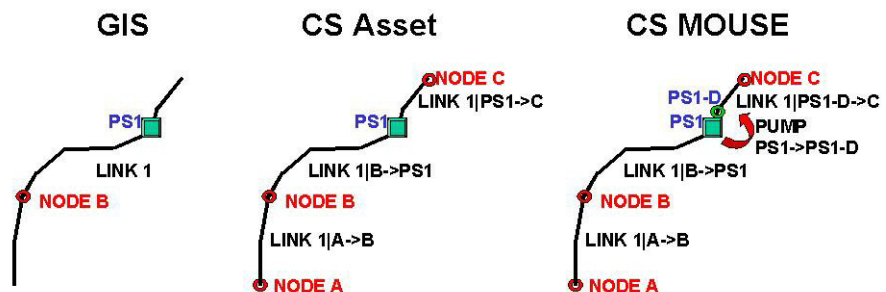 GIS
PS1
LINK 1
NODE B
CS Asset
NODE C
LINK 1|PS1->C
PS1
LINK 1|B->PS1
NODE B
LINK 1|A->B
NODE A
CS MOUSE
NODE C
PS1-D
LINK 1|PS1-D->C
PS1
PUMP
PS1->PS1-D
LINK 1|B->PS1
NODE B
LINK 1|A->B
NODE A